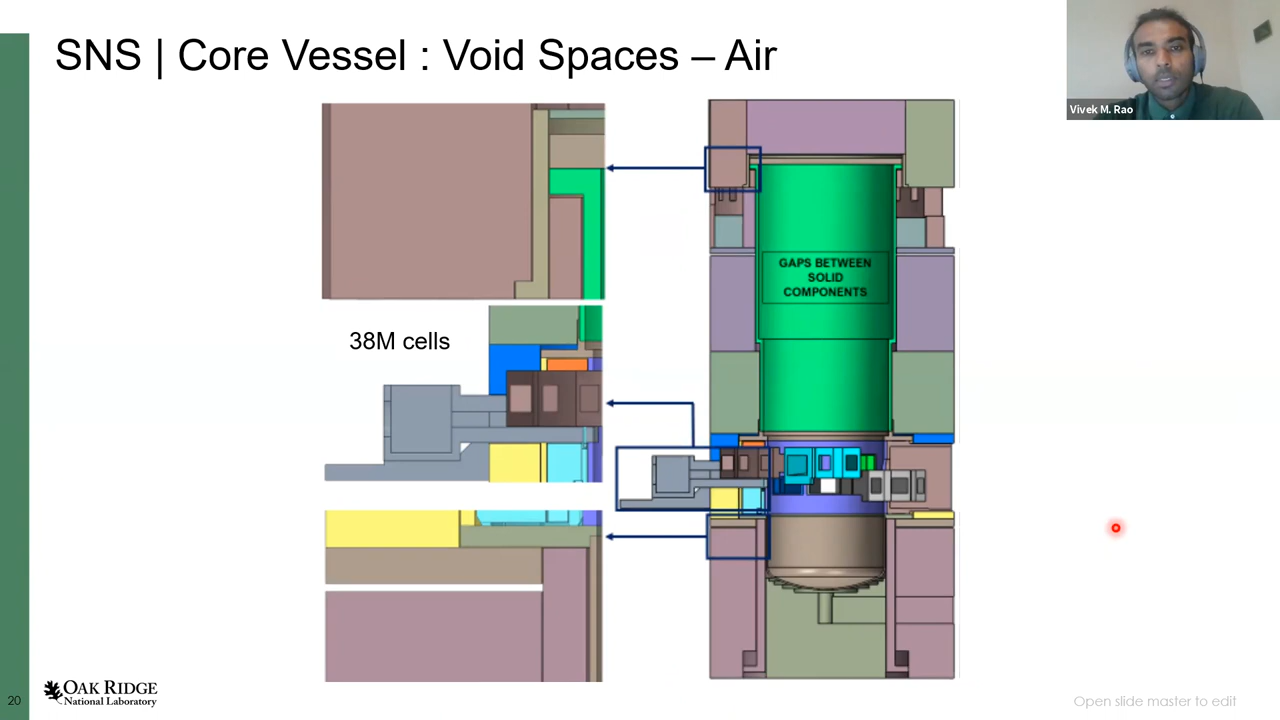 SNS | Core Vessel : Void Spaces – Air
Vivek M. Rao
GAPS BETWEEN
SOLID
COMPONENTS
38M cells
20
OAK RIDGE
National Laboratory
Open slide master to edit